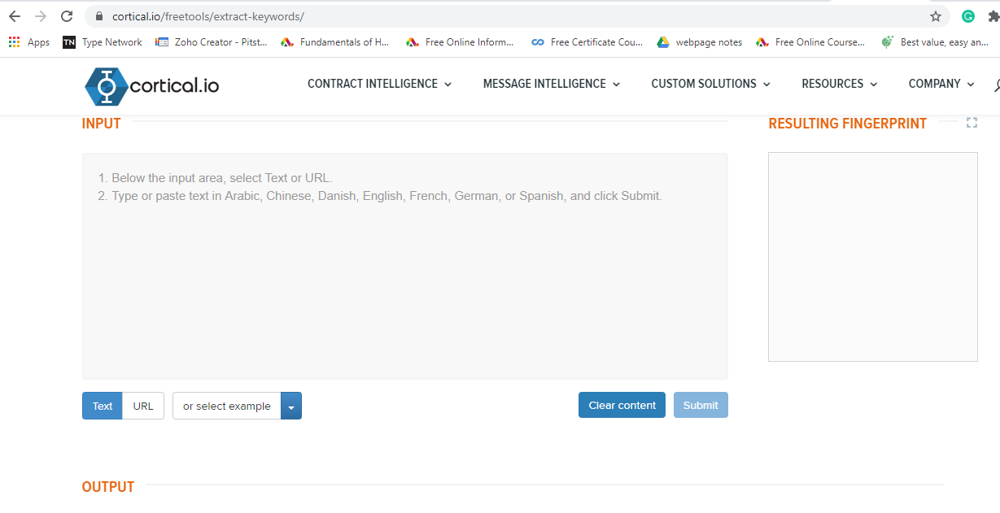 cortical.io/freetools/extract-keywords/
Apps
TN Type Network
Zoho Creator - Pitst...
Fundamentals of H...
Free Online Inform...
Free Certificate Cou...
webpage notes
Free Online Course...
Best value, easy an...
cortical.io
CONTRACT INTELLIGENCE
MESSAGE INTELLIGENCE
CUSTOM SOLUTIONS
RESOURCES
COMPANY
INPUT
RESULTING FINGERPRINT
1. Below the input area, select Text or URL.
2. Type or paste text in Arabic, Chinese, Danish, English, French, German, or Spanish, and click Submit.
Text
URL
or select example
Clear content
Submit
OUTPUT